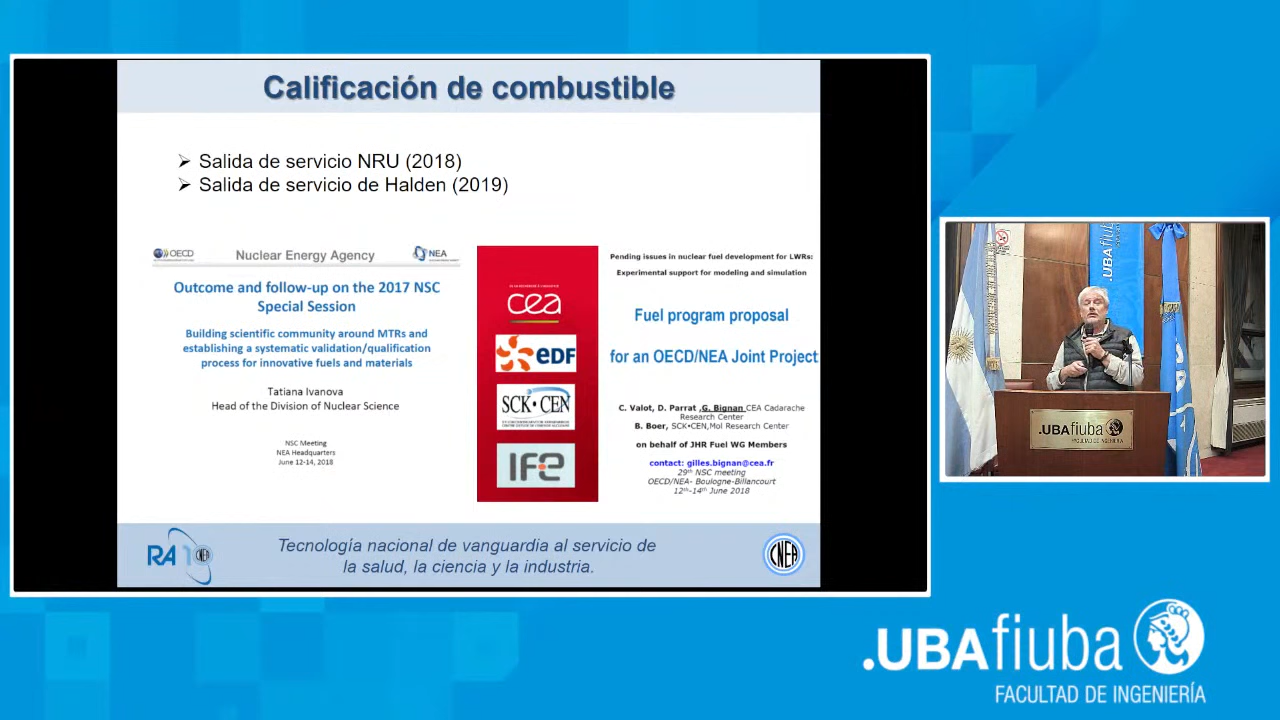 Calificación de combustible
➢ Salida de servicio NRU (2018)
➢ Salida de servicio de Halden (2019)
OECD
Nuclear Energy Agency
NEA
Outcome and follow-up on the 2017 NSC
Special Session
Building scientific community around MTRs and
establishing a systematic validation/qualification
process for innovative fuels and materials
Tatiana Ivanova
Head of the Division of Nuclear Science
NSC Meeting
NEA Headquarters
June 12-14, 2018
cea
eDF
SCK•CEN
IFe
Pending issues in nuclear fuel development for LWRs:
Experimental support for modeling and simulation
Fuel program proposal
for an OECD/NEA Joint Project
C. Valot, D. Parrat ,G. Bignan CEA Cadarache
Research Center
B. Boer, SCK•CEN,Mol Research Center
on behalf of JHR Fuel WG Members
contact: gilles.bignan@cea.fr
29th NSC meeting
OECD/NEA- Boulogne-Billancourt
12th-14th June 2018
RA10
CNEA
Tecnología nacional de vanguardia al servicio de
la salud, la ciencia y la industria.
CNEA
.UBAfiuba
.UBAfiuba
FACULTAD DE INGENIERÍA
.UBAfiuba
FACULTAD DE INGENIERÍA